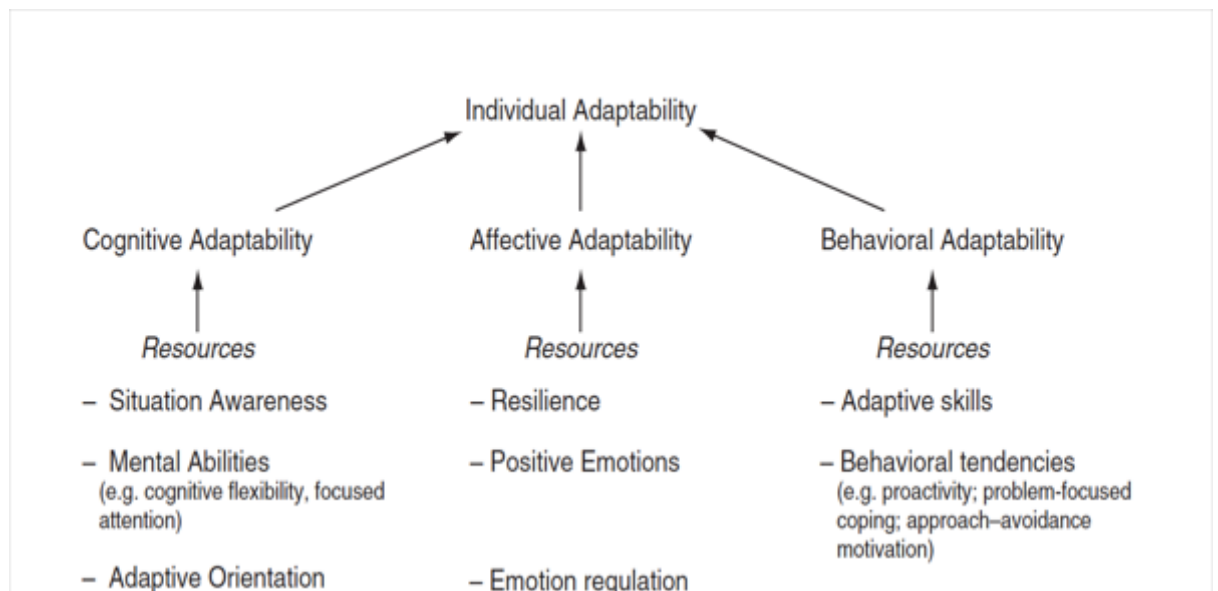 Individual Adaptability
Cognitive Adaptability
Affective Adaptability
Behavioral Adaptability
Resources
Resources
Resources
– Situation Awareness
– Resilience
– Adaptive skills
– Mental Abilities
(e.g. cognitive flexibility, focused
attention)
– Positive Emotions
– Behavioral tendencies
(e.g. proactivity; problem-focused
coping; approach–avoidance
motivation)
– Adaptive Orientation
– Emotion regulation